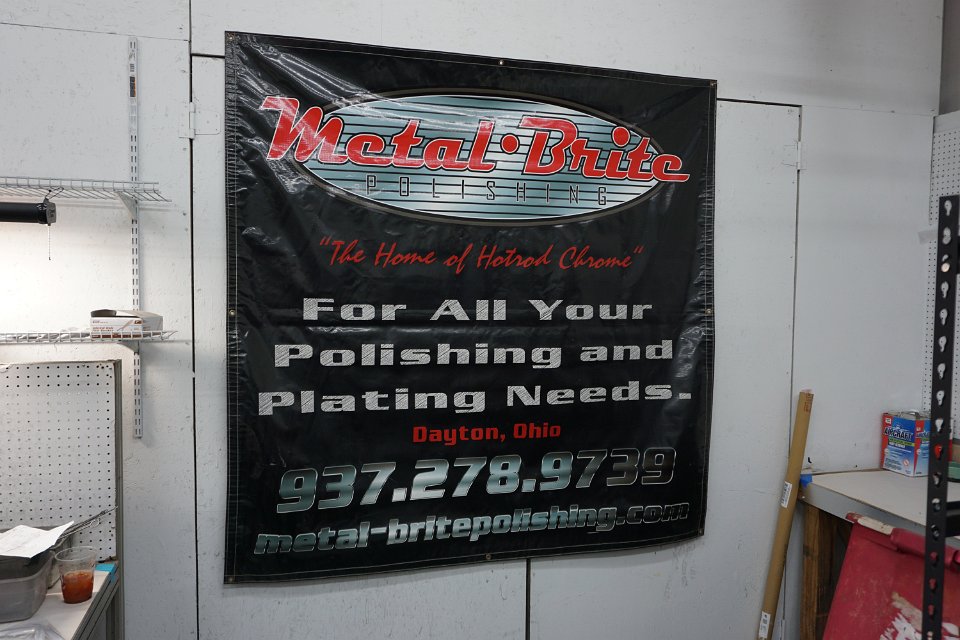 Metal•Brite
POLISHING
"The Home of Hotrod Chrome"
For All Your
Polishing and
Plating Needs.
Dayton, Ohio
937.278.9739
metal-britepolishing.com